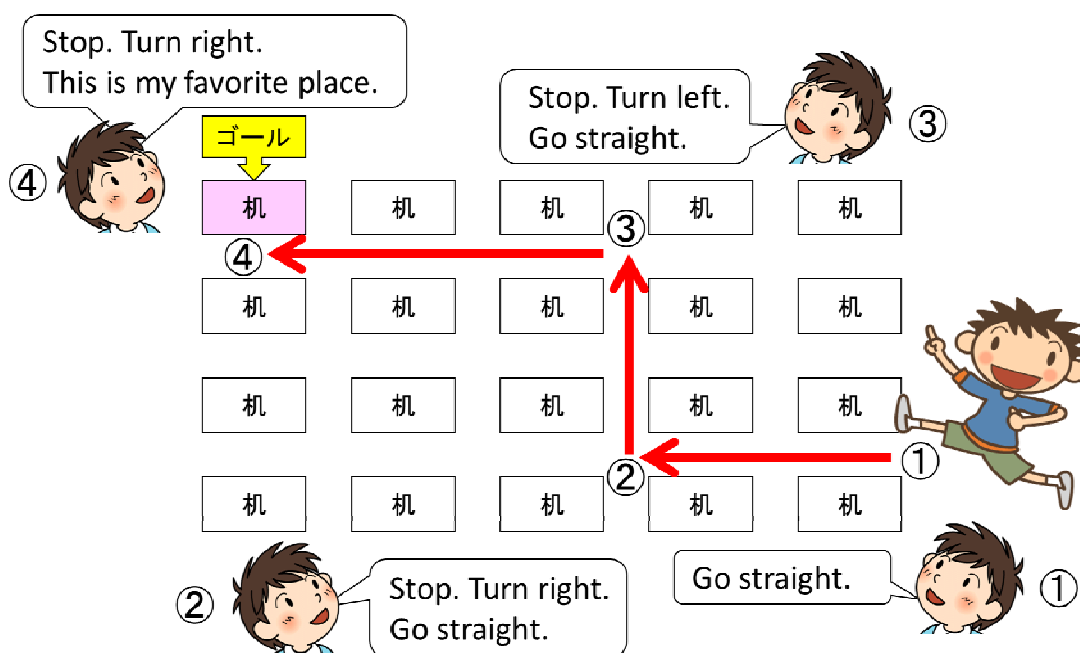 Stop. Turn right.
This is my favorite place.
④
ゴール
Stop. Turn left.
Go straight.
③
机 机 机 机 机
④
③
机 机 机 机 机
机 机 机 机 机
②
①
机 机 机 机 机
②
Stop. Turn right.
Go straight.
Go straight.
①